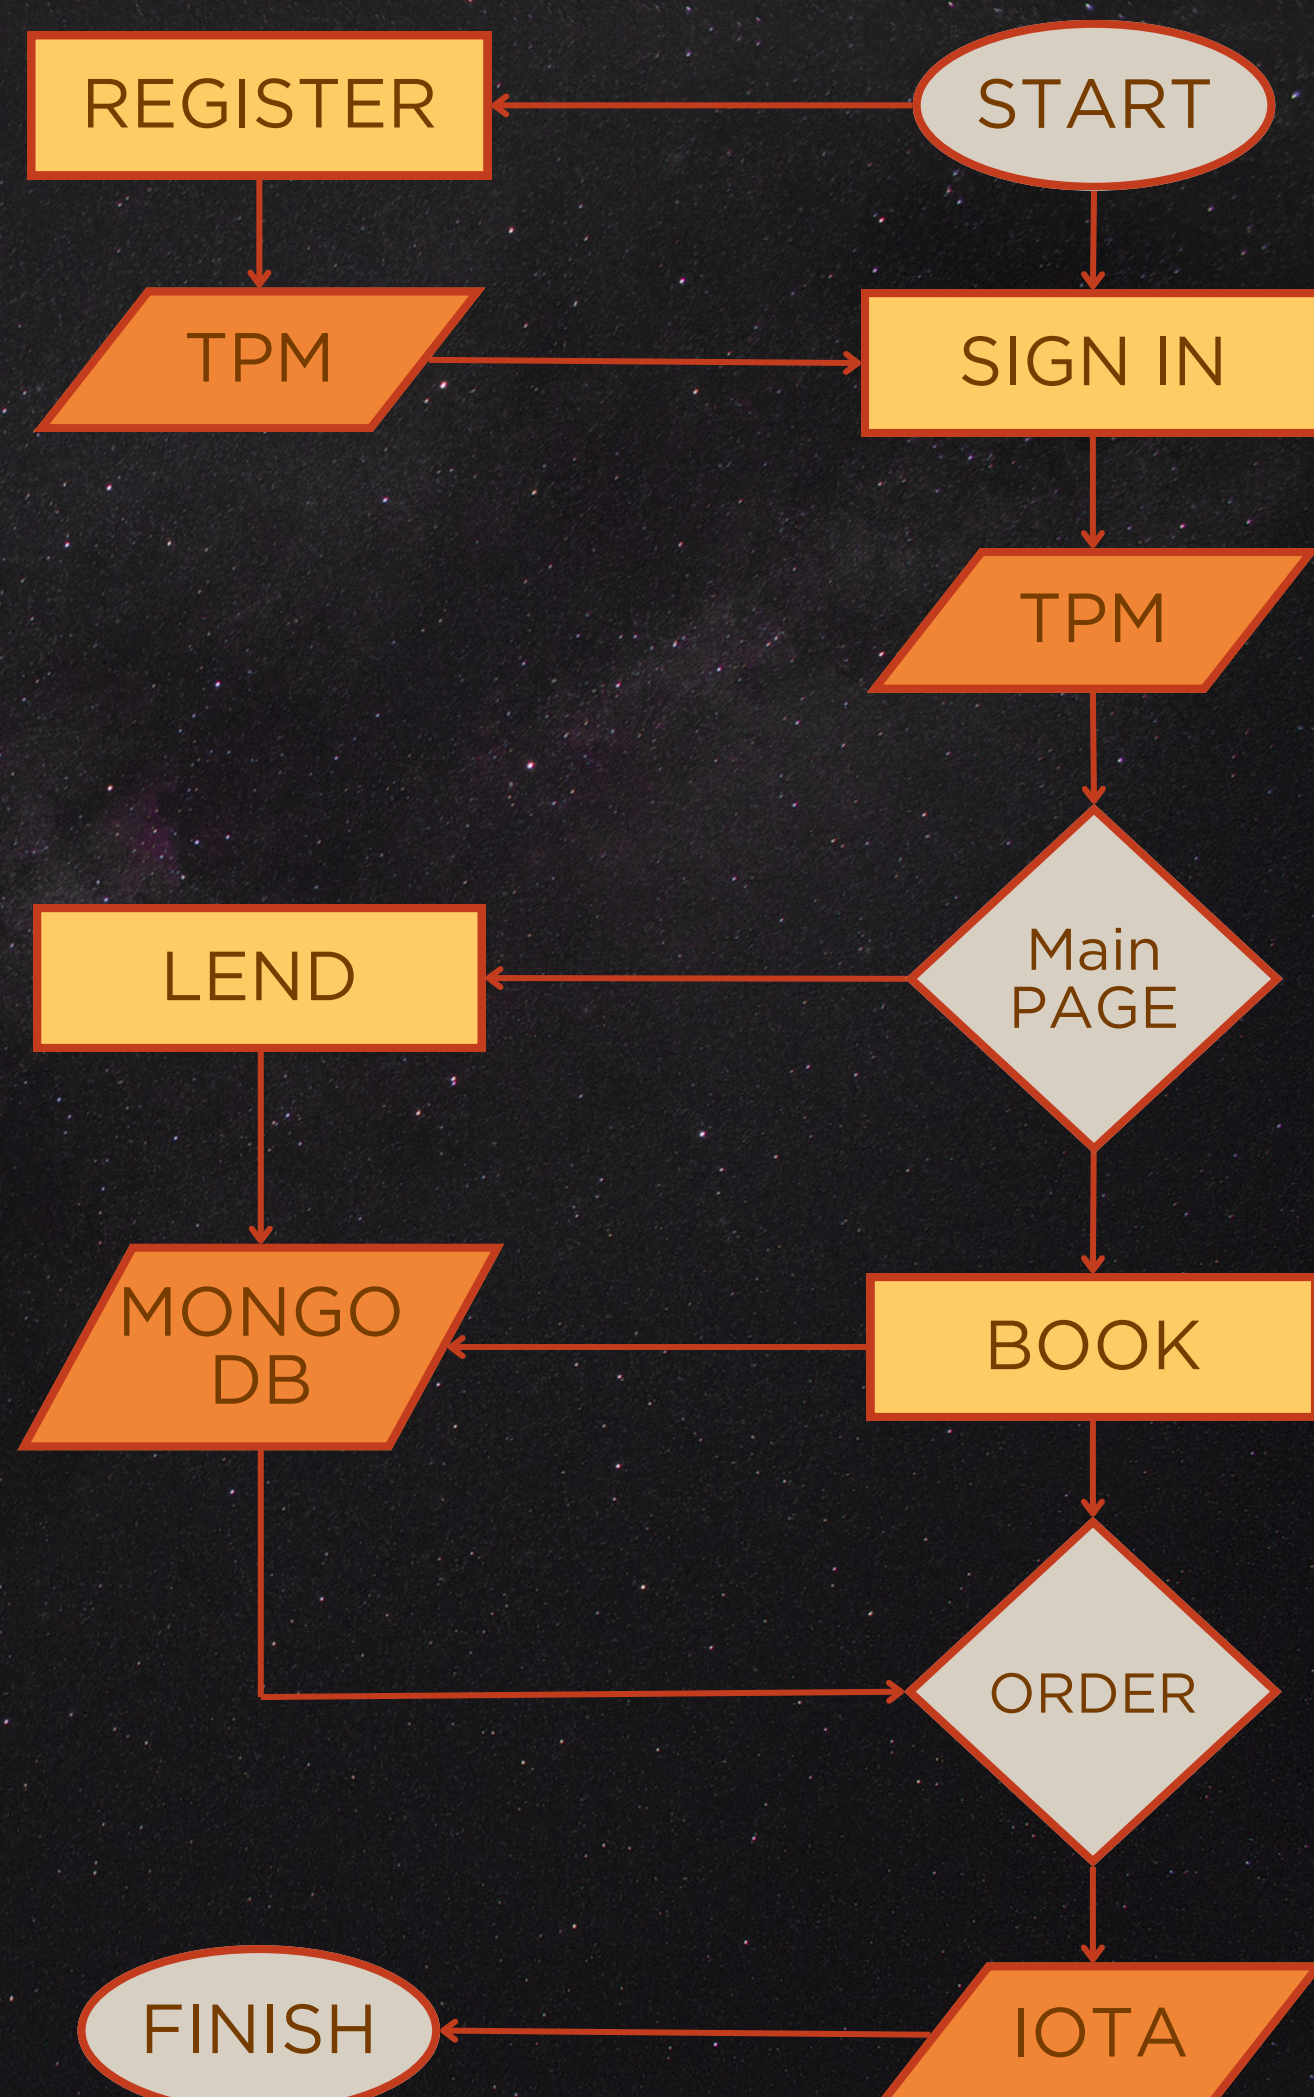 REGISTER
START
TPM
SIGN IN
TPM
LEND
Main
PAGE
MONGO
DB
BOOK
ORDER
FINISH
IOTA